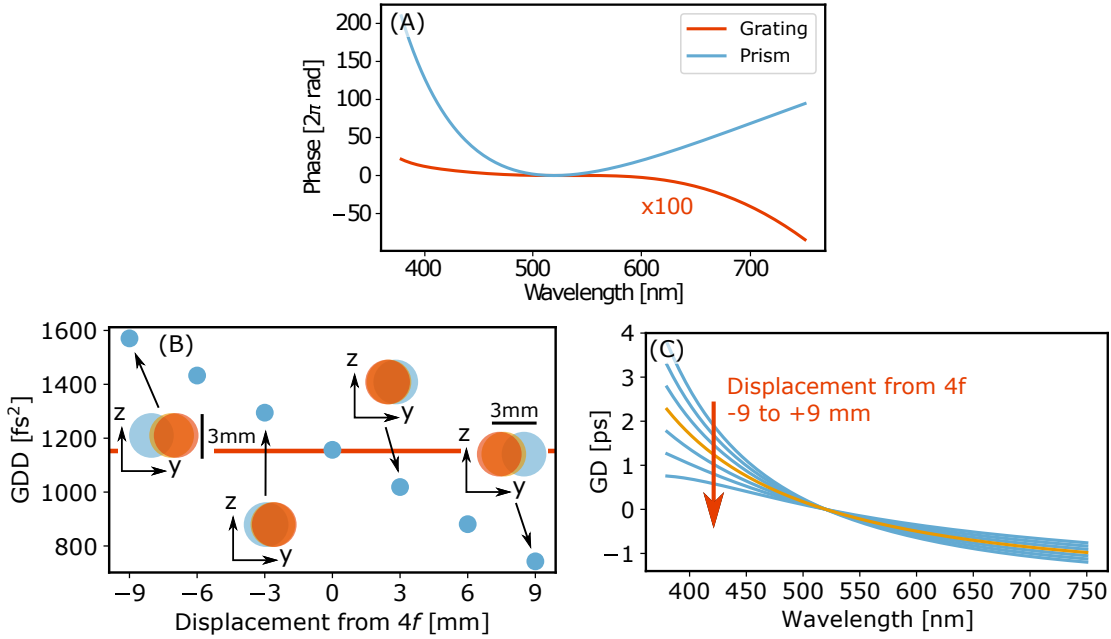 (A)
200
150
100
50
0
−50
Phase [2π rad]
Grating
Prism
x100
400
500
600
700
Wavelength [nm]
(B)
1600
1400
1200
1000
800
GDD [fs²]
z
y
3mm
z
y
z
y
3mm
z
y
−9
−6
−3
0
3
6
9
Displacement from 4f [mm]
(C)
4
3
2
1
0
−1
GD [ps]
Displacement from 4f
-9 to +9 mm
350
400
450
500
550
600
650
700
750
Wavelength [nm]